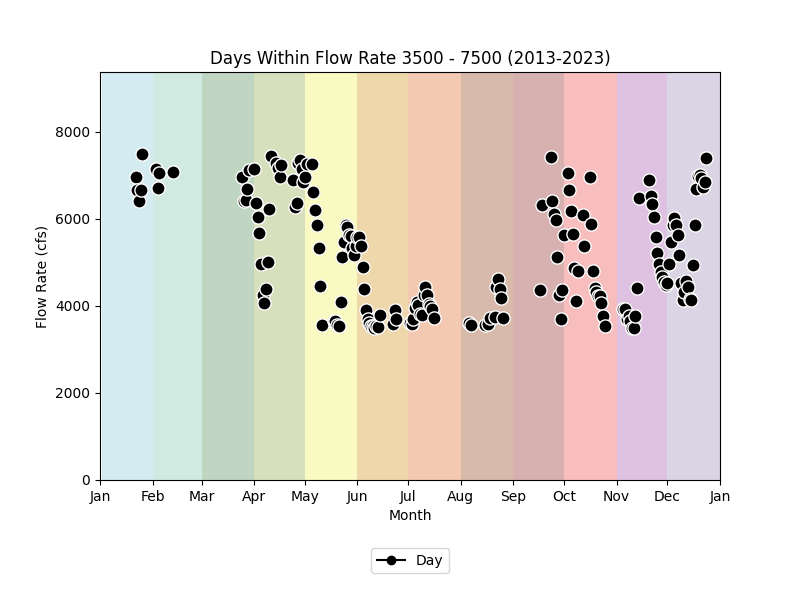 Days Within Flow Rate 3500 - 7500 (2013-2023)
Flow Rate (cfs)
8000
6000
4000
2000
0
Jan Feb Mar Apr May Jun Jul Aug Sep Oct Nov Dec Jan
Month
Day